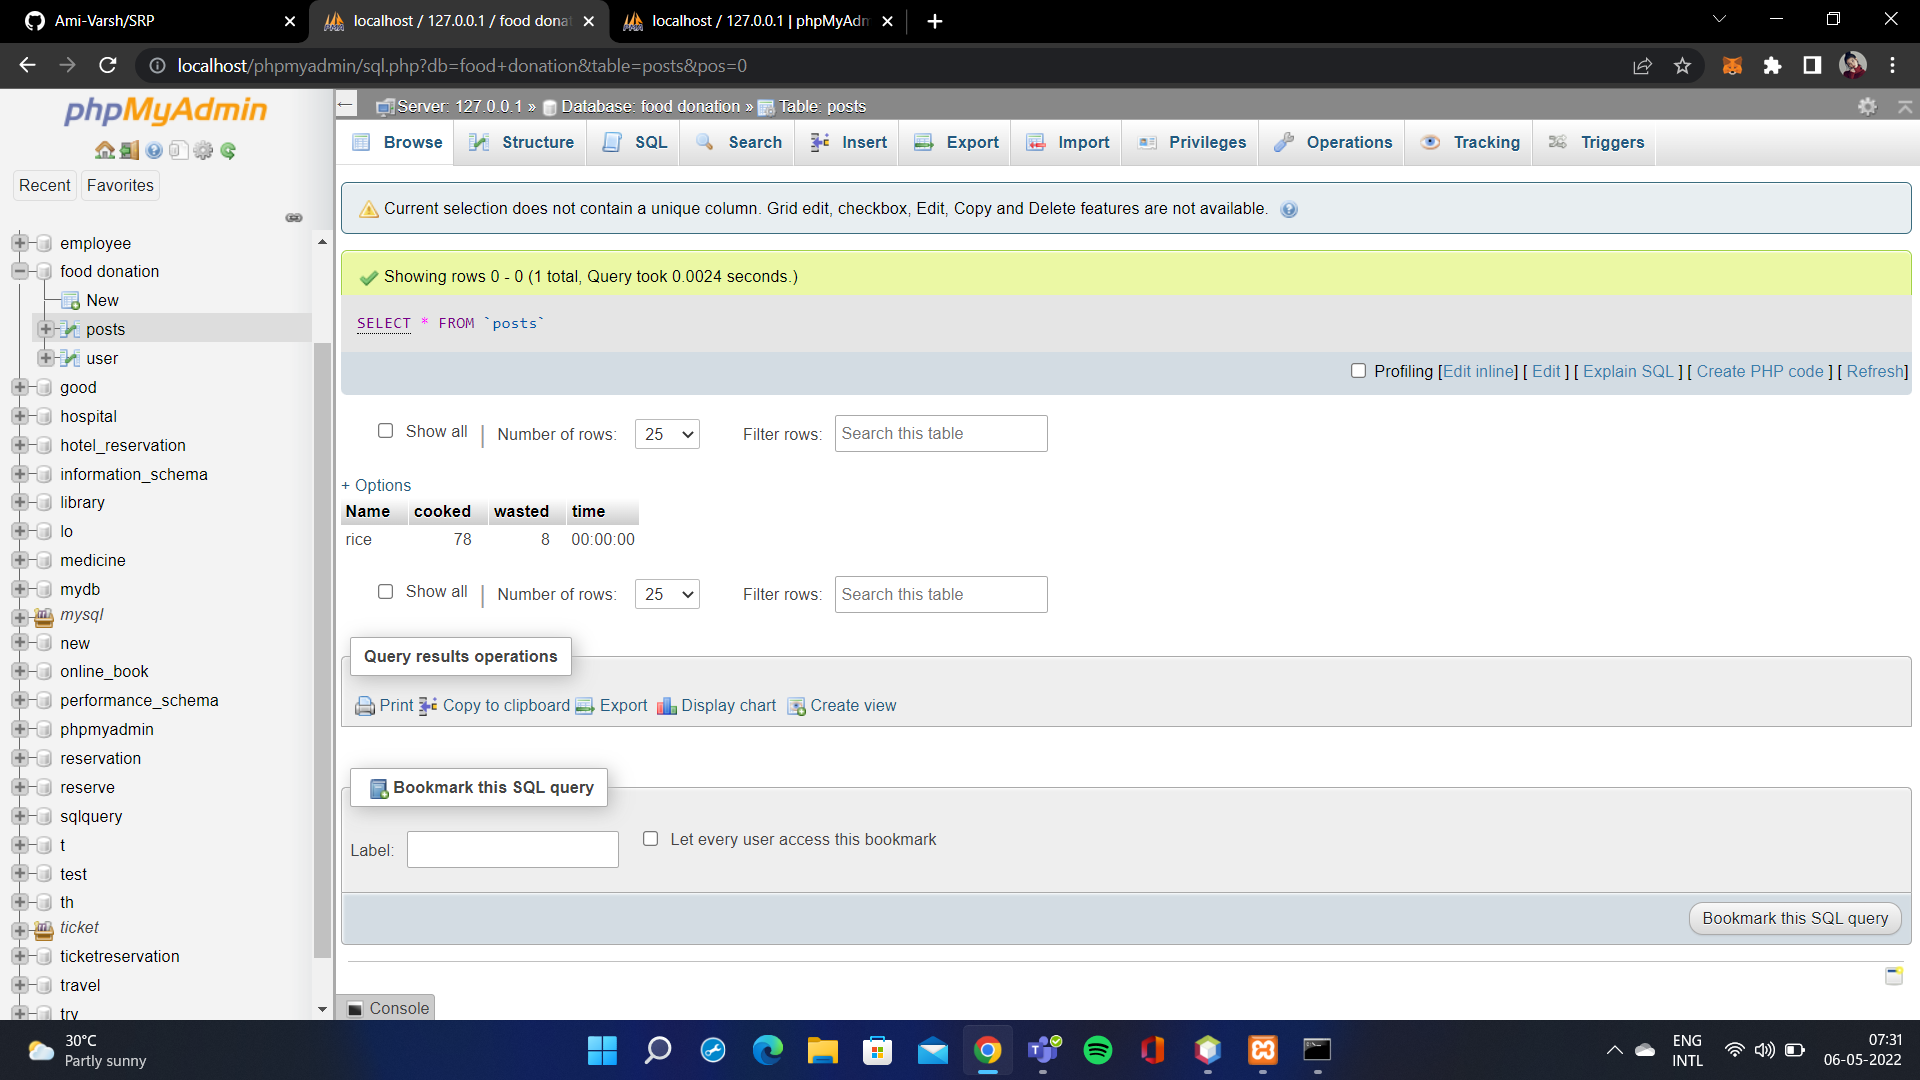 Ami-Varsh/SRP
localhost / 127.0.0.1 / food donat
localhost / 127.0.0.1 | phpMyAdm
localhost/phpmyadmin/sql.php?db=food+donation&table=posts&pos=0
phpMyAdmin
Recent Favorites
employee
food donation
New
posts
user
good
hospital
hotel_reservation
information_schema
library
lo
medicine
mydb
mysql
new
online_book
performance_schema
phpmyadmin
reservation
reserve
sqlquery
t
test
th
ticket
ticketreservation
travel
try
Server: 127.0.0.1 » Database: food donation » Table: posts
Browse Structure SQL Search Insert Export Import Privileges Operations Tracking Triggers
Current selection does not contain a unique column. Grid edit, checkbox, Edit, Copy and Delete features are not available.
Showing rows 0 - 0 (1 total, Query took 0.0024 seconds.)
SELECT * FROM `posts`
Profiling [Edit inline] [ Edit ] [ Explain SQL ] [ Create PHP code ] [ Refresh]
Show all | Number of rows: 25 Filter rows: Search this table
+ Options
Name cooked wasted time
rice 78 8 00:00:00
Show all | Number of rows: 25 Filter rows: Search this table
Query results operations
Print Copy to clipboard Export Display chart Create view
Bookmark this SQL query
Label: Let every user access this bookmark
Bookmark this SQL query
Console
30°C
Partly sunny
ENG
INTL
07:31
06-05-2022